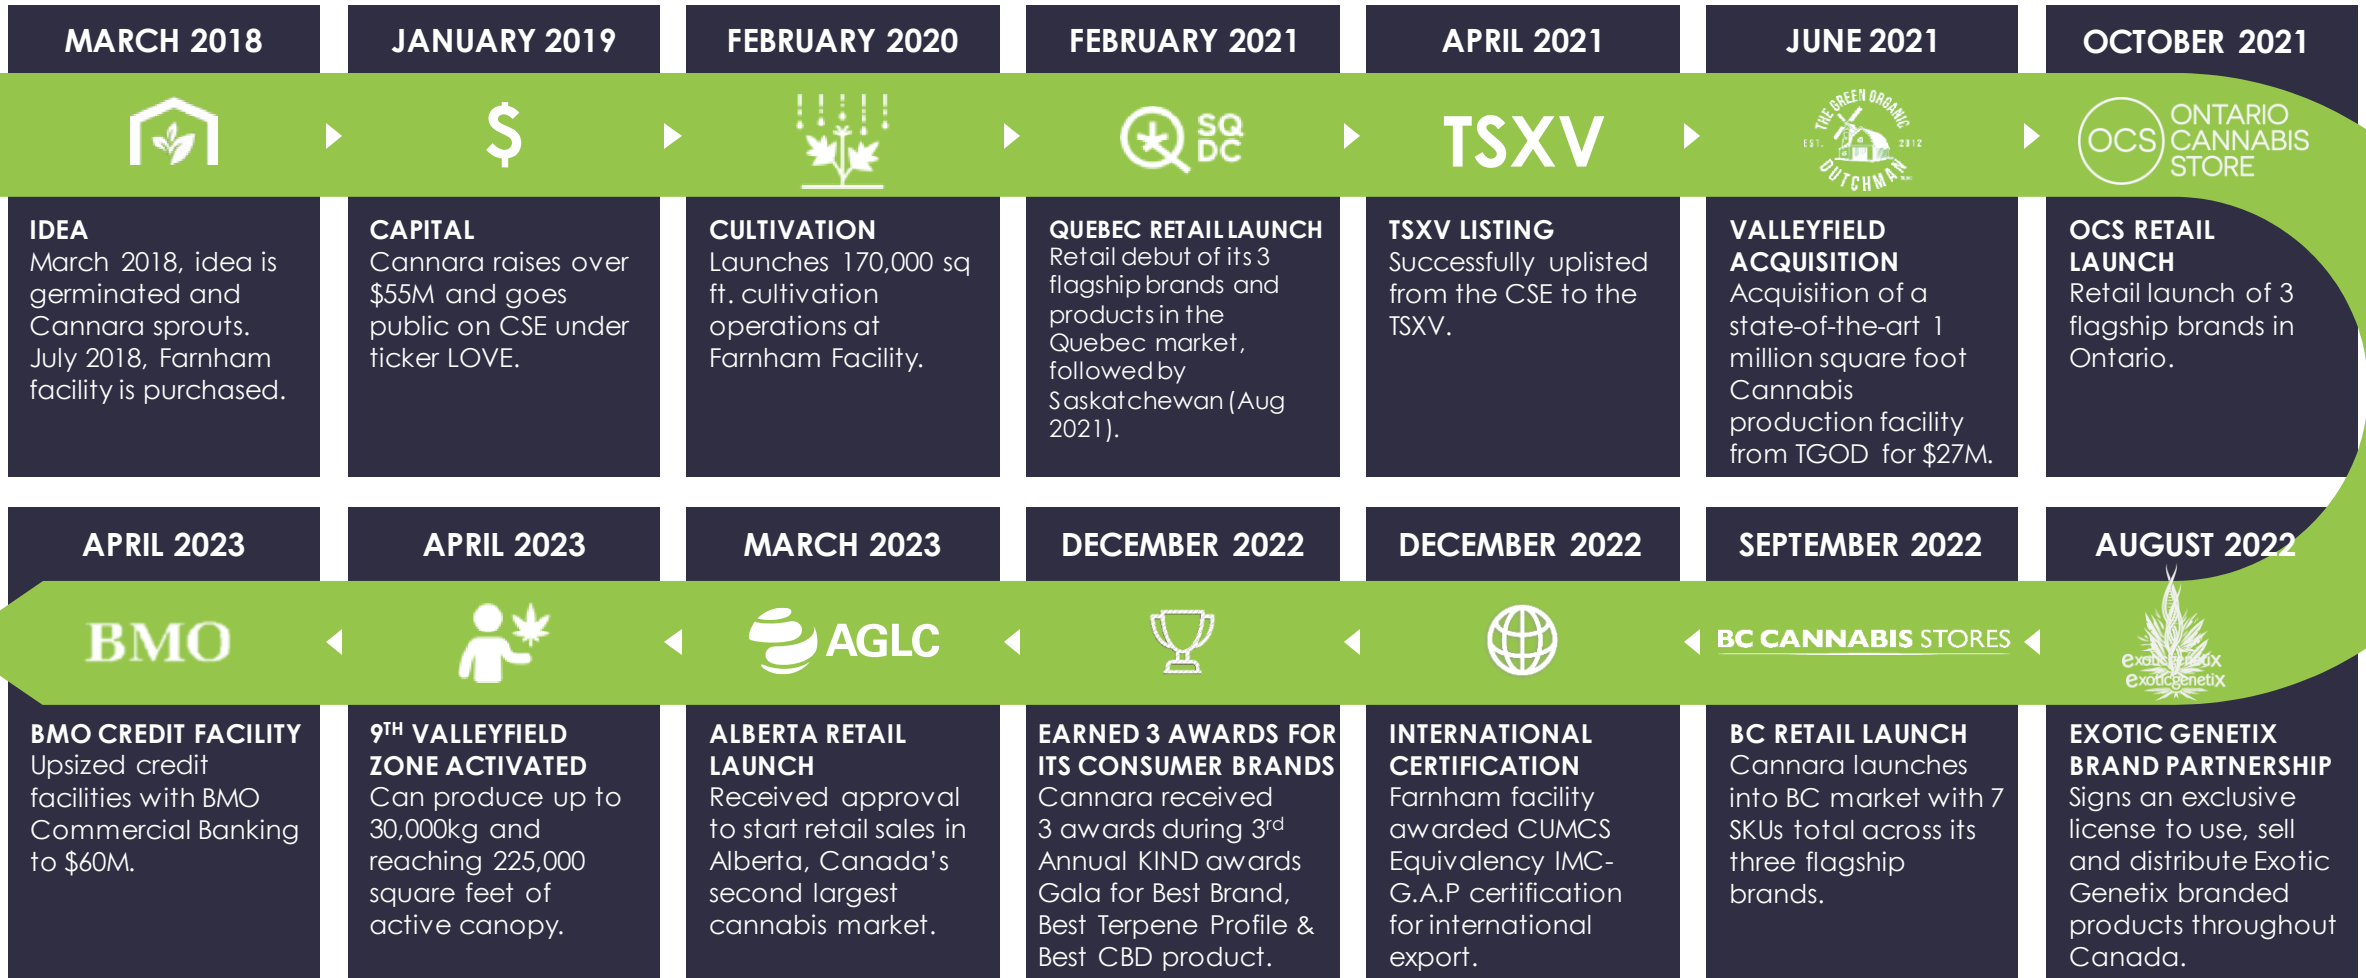 MARCH 2018
JANUARY 2019
FEBRUARY 2020
FEBRUARY 2021
APRIL 2021
JUNE 2021
OCTOBER 2021
$
SQ
DC
TSXV
THE GREEN ORGANIC
EST. 2012
DUTCHMAN
OCS
ONTARIO
CANNABIS
STORE
IDEA
March 2018, idea is
germinated and
Cannara sprouts.
July 2018, Farnham
facility is purchased.
CAPITAL
Cannara raises over
$55M and goes
public on CSE under
ticker LOVE.
CULTIVATION
Launches 170,000 sq
ft. cultivation
operations at
Farnham Facility.
QUEBEC RETAIL LAUNCH
Retail debut of its 3
flagship brands and
products in the
Quebec market,
followed by
Saskatchewan (Aug
2021).
TSXV LISTING
Successfully uplisted
from the CSE to the
TSXV.
VALLEYFIELD
ACQUISITION
Acquisition of a
state-of-the-art 1
million square foot
Cannabis
production facility
from TGOD for $27M.
OCS RETAIL
LAUNCH
Retail launch of 3
flagship brands in
Ontario.
AUGUST 2022
exoticgenetix
exoticgenetix
EXOTIC GENETIX
BRAND PARTNERSHIP
Signs an exclusive
license to use, sell
and distribute Exotic
Genetix branded
products throughout
Canada.
SEPTEMBER 2022
BC CANNABIS STORES
BC RETAIL LAUNCH
Cannara launches
into BC market with 7
SKUs total across its
three flagship
brands.
DECEMBER 2022
INTERNATIONAL
CERTIFICATION
Farnham facility
awarded CUMCS
Equivalency IMC-
G.A.P certification
for international
export.
DECEMBER 2022
EARNED 3 AWARDS FOR
ITS CONSUMER BRANDS
Cannara received
3 awards during 3rd
Annual KIND awards
Gala for Best Brand,
Best Terpene Profile &
Best CBD product.
MARCH 2023
AGLC
ALBERTA RETAIL
LAUNCH
Received approval
to start retail sales in
Alberta, Canada's
second largest
cannabis market.
APRIL 2023
9TH VALLEYFIELD
ZONE ACTIVATED
Can produce up to
30,000kg and
reaching 225,000
square feet of
active canopy.
APRIL 2023
BMO
BMO CREDIT FACILITY
Upsized credit
facilities with BMO
Commercial Banking
to $60M.